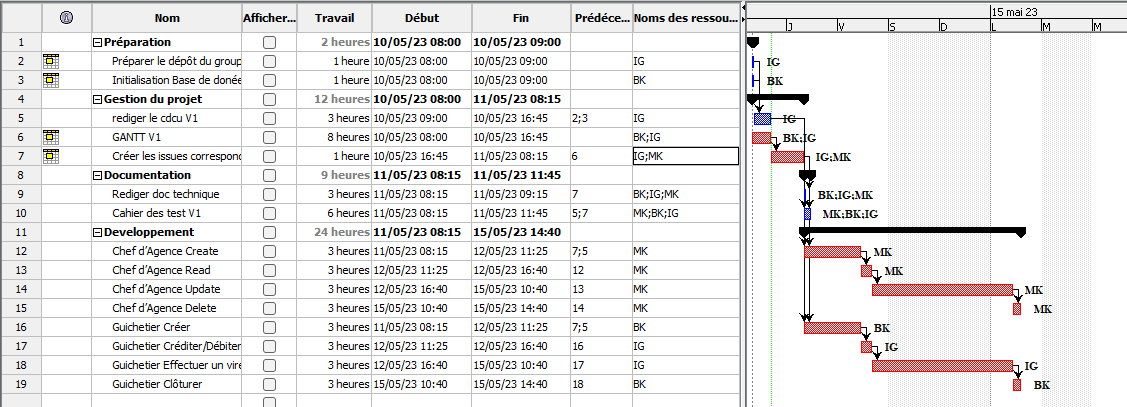 Nom Afficher... Travail Début Fin Prédéce... Noms des ressou... 15 mai 23
J V S D L M M
1 Préparation 2 heures 10/05/23 08:00 10/05/23 09:00
2 Préparer le dépôt du group 1 heure 10/05/23 08:00 10/05/23 09:00 IG IG
3 Initialisation Base de donée 1 heure 10/05/23 08:00 10/05/23 09:00 BK BK
4 Gestion du projet 12 heures 10/05/23 08:00 11/05/23 08:15
5 rediger le cdcu V1 3 heures 10/05/23 09:00 10/05/23 16:45 2;3 IG IG
6 GANTT V1 8 heures 10/05/23 08:00 10/05/23 16:45 BK;IG BK;IG
7 Créer les issues correspond 1 heure 10/05/23 16:45 11/05/23 08:15 6 IG;MK IG;MK
8 Documentation 9 heures 11/05/23 08:15 11/05/23 11:45
9 Rediger doc technique 3 heures 11/05/23 08:15 11/05/23 09:15 7 BK;IG;MK BK;IG;MK
10 Cahier des test V1 6 heures 11/05/23 08:15 11/05/23 11:45 5;7 MK;BK;IG MK;BK;IG
11 Developpement 24 heures 11/05/23 08:15 15/05/23 14:40
12 Chef d'Agence Create 3 heures 11/05/23 08:15 12/05/23 11:25 7;5 MK MK
13 Chef d'Agence Read 3 heures 12/05/23 11:25 12/05/23 16:40 12 MK MK
14 Chef d'Agence Update 3 heures 12/05/23 16:40 15/05/23 10:40 13 MK MK
15 Chef d'Agence Delete 3 heures 15/05/23 10:40 15/05/23 14:40 14 MK MK
16 Guichetier Créer 3 heures 11/05/23 08:15 12/05/23 11:25 7;5 BK BK
17 Guichetier Créditer/Débiter 3 heures 12/05/23 11:25 12/05/23 16:40 16 IG IG
18 Guichetier Effectuer un vire 3 heures 12/05/23 16:40 15/05/23 10:40 17 IG IG
19 Guichetier Clôturer 3 heures 15/05/23 10:40 15/05/23 14:40 18 BK BK